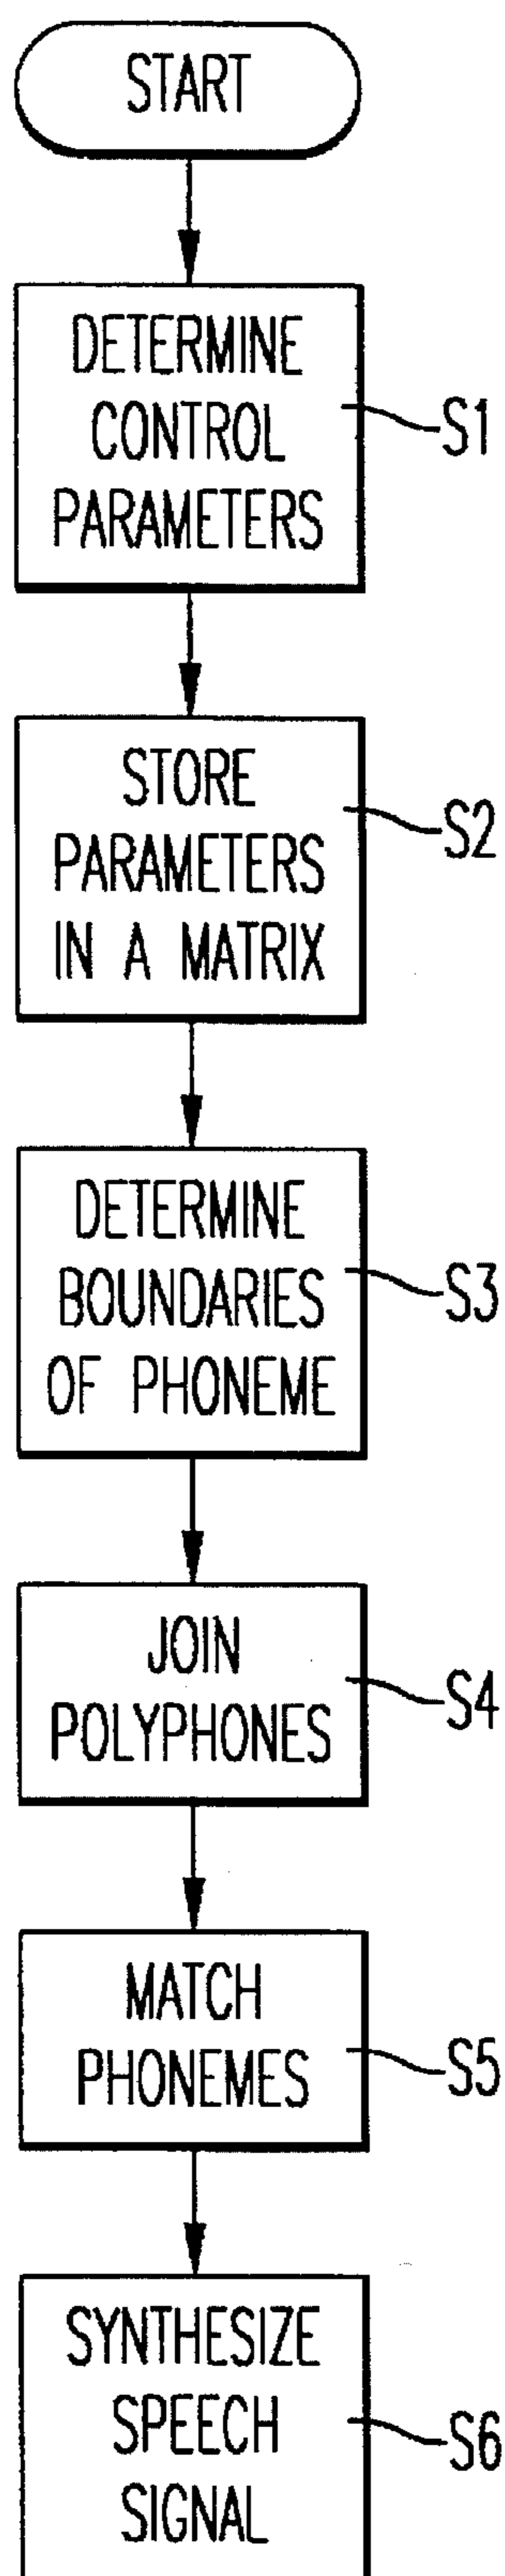 START
DETERMINE
CONTROL
PARAMETERS
S1
STORE
PARAMETERS
IN A MATRIX
S2
DETERMINE
BOUNDARIES
OF PHONEME
S3
JOIN
POLYPHONES
S4
MATCH
PHONEMES
S5
SYNTHESIZE
SPEECH
SIGNAL
S6